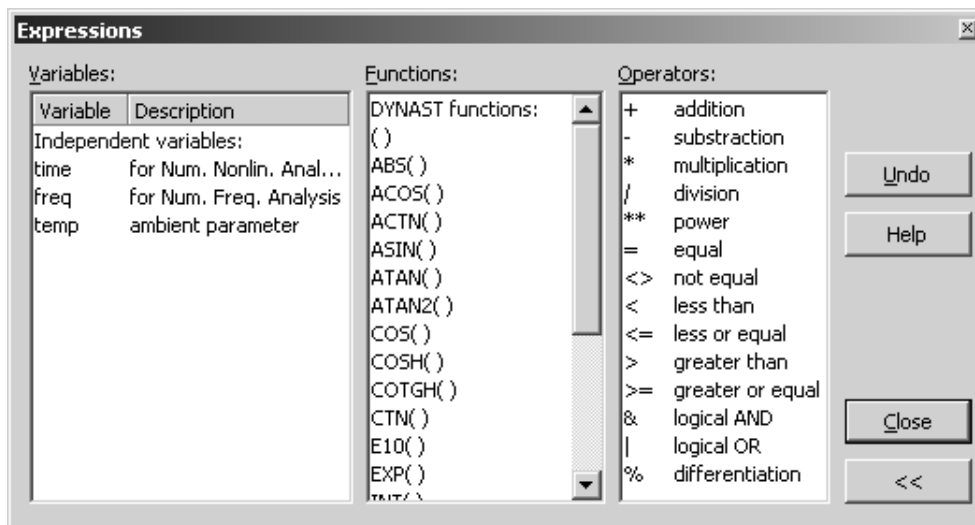 Expressions
Variables:
Variable Description
Independent variables:
time for Num. Nonlin. Anal...
freq for Num. Freq. Analysis
temp ambient parameter
Functions:
DYNAST functions:
( )
ABS( )
ACOS( )
ACTN( )
ASIN( )
ATAN( )
ATAN2( )
COS( )
COSH( )
COTGH( )
CTN( )
E10( )
EXP( )
INT( )
Operators:
+ addition
- substraction
* multiplication
/ division
** power
= equal
<> not equal
< less than
<= less or equal
> greater than
>= greater or equal
& logical AND
| logical OR
% differentiation
Undo
Help
Close
<<